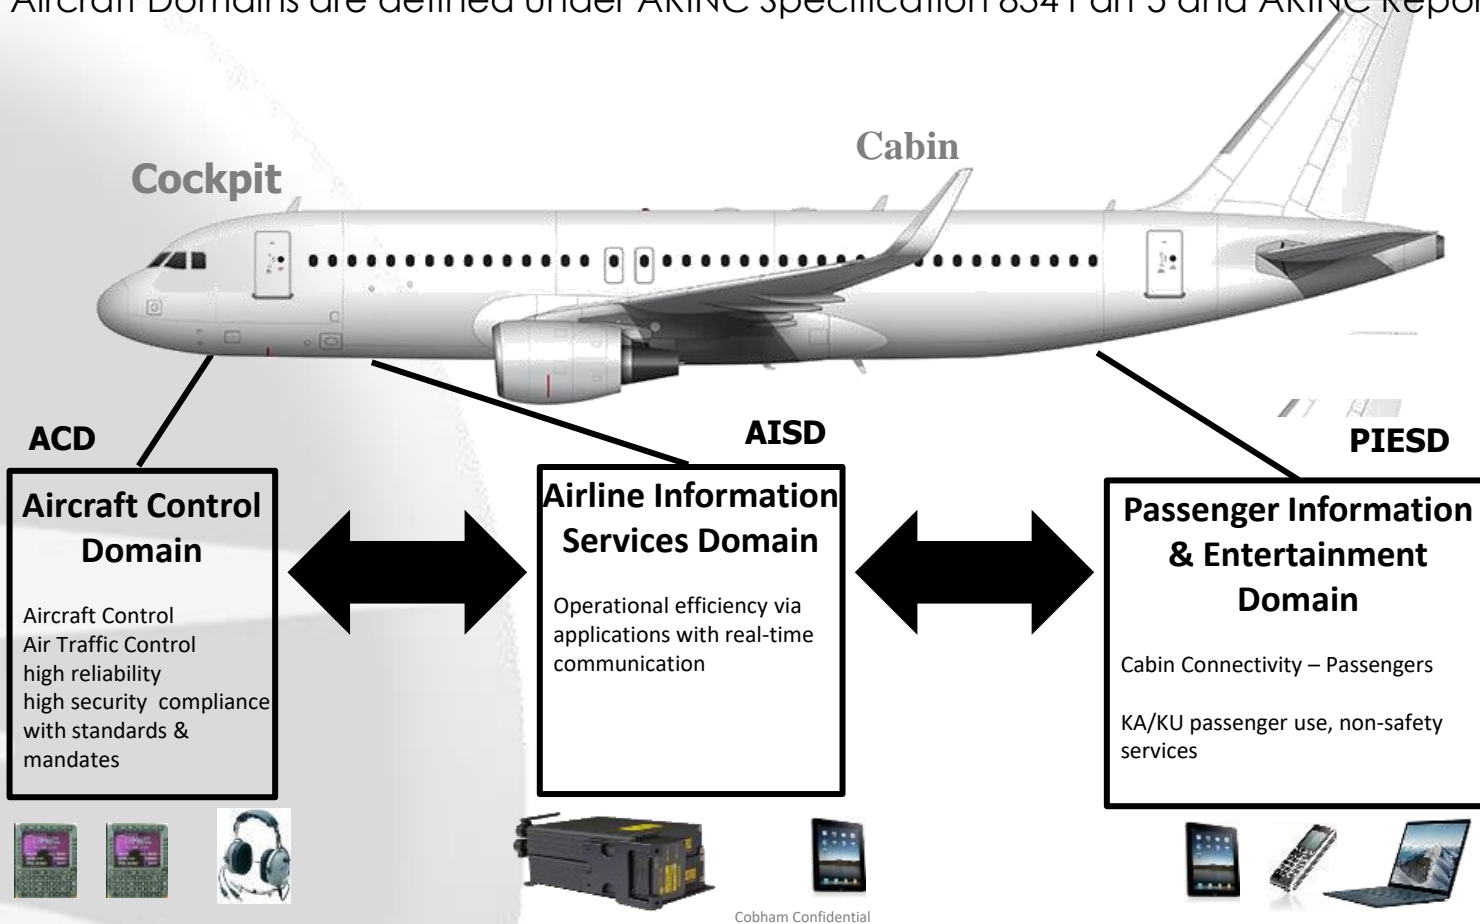 Aircraft Domains are defined under ARINC Specification 834 Part 5 and ARINC Repor
Cockpit
Cabin
ACD
AISD
PIESD
Aircraft Control
Domain
Aircraft Control
Air Traffic Control
high reliability
high security compliance
with standards &
mandates
Airline Information
Services Domain
Operational efficiency via
applications with real-time
communication
Passenger Information
& Entertainment
Domain
Cabin Connectivity – Passengers
KA/KU passenger use, non-safety
services
Cobham Confidential